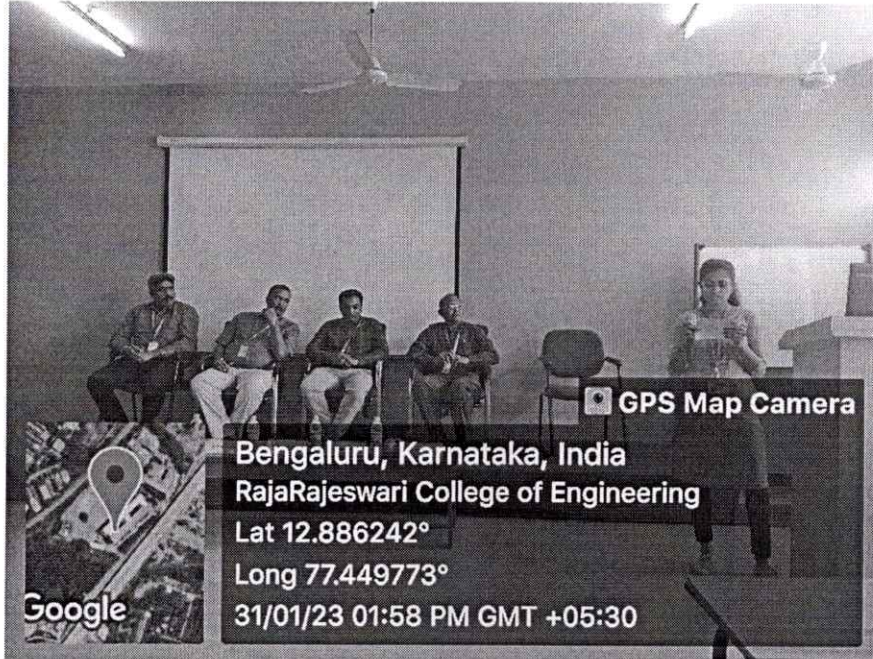 GPS Map Camera
Bengaluru, Karnataka, India
RajaRajeswari College of Engineering
Lat 12.886242°
Long 77.449773°
31/01/23 01:58 PM GMT +05:30
Google